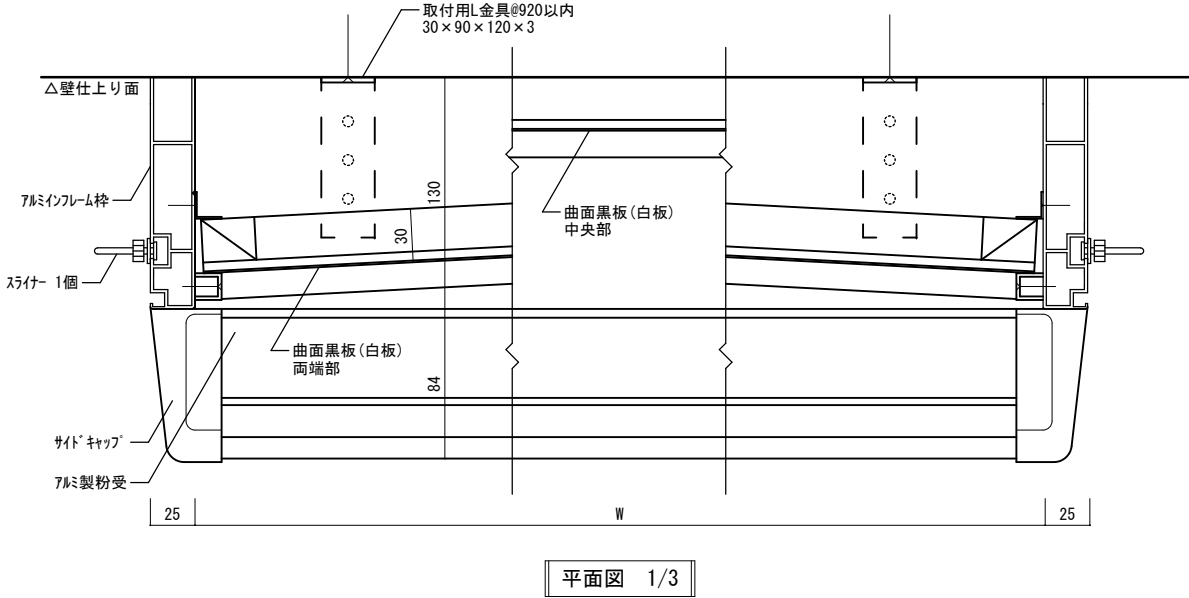 取付用L金具@920以内
30×90×120×3
△壁仕上り面
130
ｱﾙﾐｲﾝﾌﾚｰﾑ枠
曲面黒板(白板)
中央部
30
ｽﾗｲﾅｰ 1個
曲面黒板(白板)
両端部
84
ｻｲﾄﾞｷｬｯﾌﾟ
ｱﾙﾐ製粉受
25
W
25
平面図 1/3